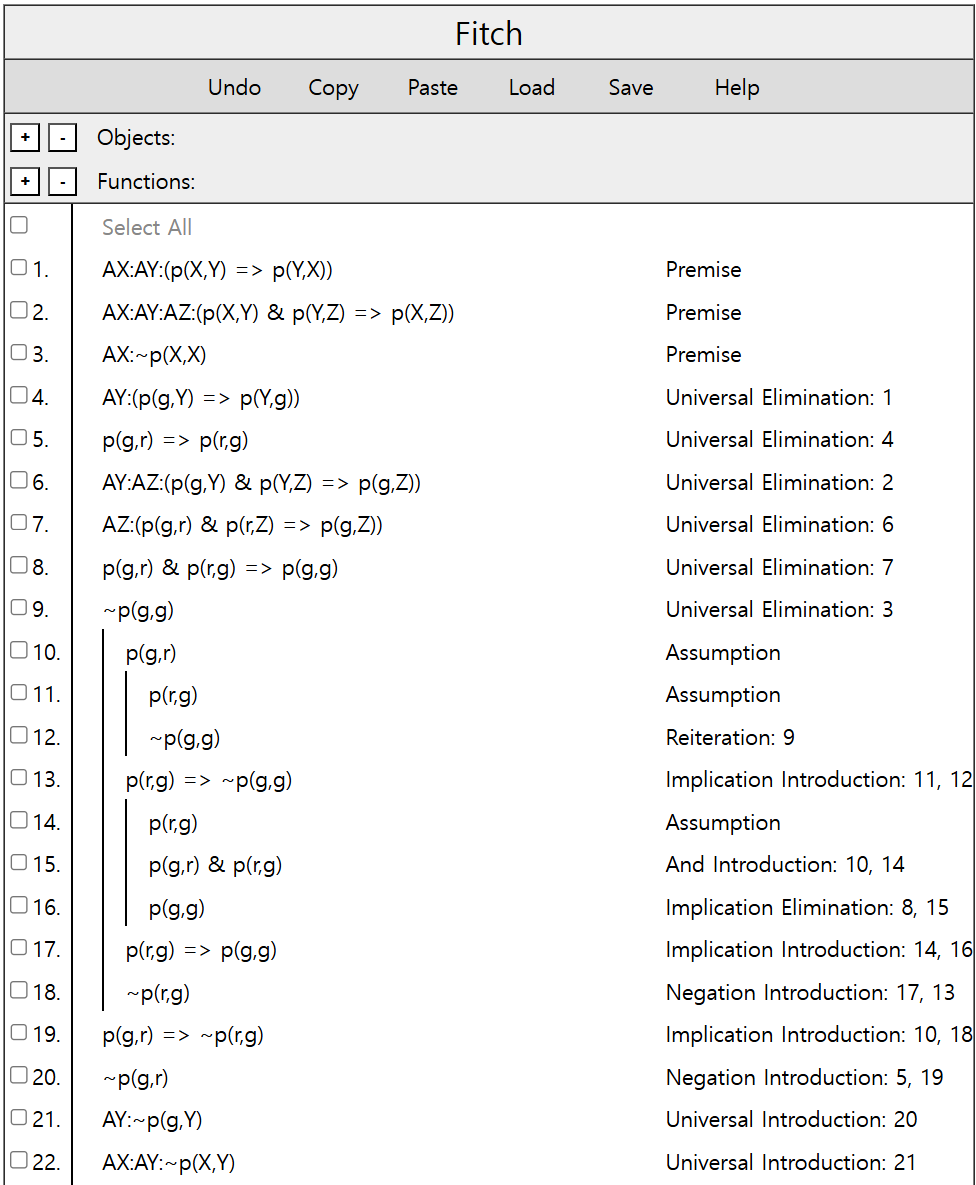 Fitch
Undo Copy Paste Load Save Help
+ - Objects:
+ - Functions:
Select All
1. AX:AY:(p(X,Y) => p(Y,X)) Premise
2. AX:AY:AZ:(p(X,Y) & p(Y,Z) => p(X,Z)) Premise
3. AX:~p(X,X) Premise
4. AY:(p(g,Y) => p(Y,g)) Universal Elimination: 1
5. p(g,r) => p(r,g) Universal Elimination: 4
6. AY:AZ:(p(g,Y) & p(Y,Z) => p(g,Z)) Universal Elimination: 2
7. AZ:(p(g,r) & p(r,Z) => p(g,Z)) Universal Elimination: 6
8. p(g,r) & p(r,g) => p(g,g) Universal Elimination: 7
9. ~p(g,g) Universal Elimination: 3
10. p(g,r) Assumption
11. p(r,g) Assumption
12. ~p(g,g) Reiteration: 9
13. p(r,g) => ~p(g,g) Implication Introduction: 11, 12
14. p(r,g) Assumption
15. p(g,r) & p(r,g) And Introduction: 10, 14
16. p(g,g) Implication Elimination: 8, 15
17. p(r,g) => p(g,g) Implication Introduction: 14, 16
18. ~p(r,g) Negation Introduction: 17, 13
19. p(g,r) => ~p(r,g) Implication Introduction: 10, 18
20. ~p(g,r) Negation Introduction: 5, 19
21. AY:~p(g,Y) Universal Introduction: 20
22. AX:AY:~p(X,Y) Universal Introduction: 21